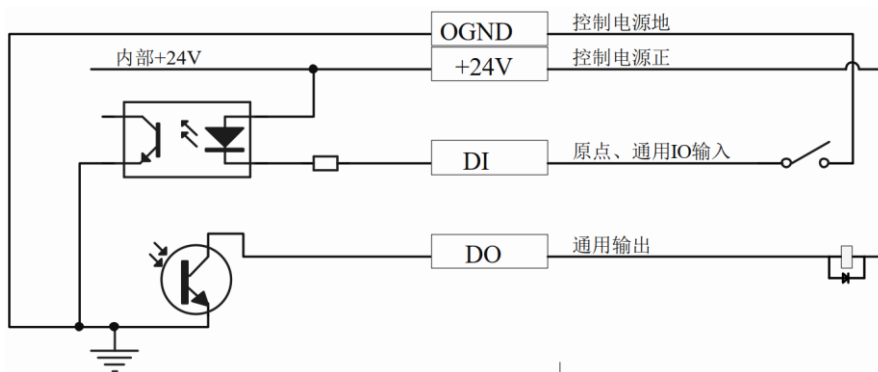 OGND 控制电源地
内部+24V +24V 控制电源正
DI 原点、通用IO输入
DO 通用输出